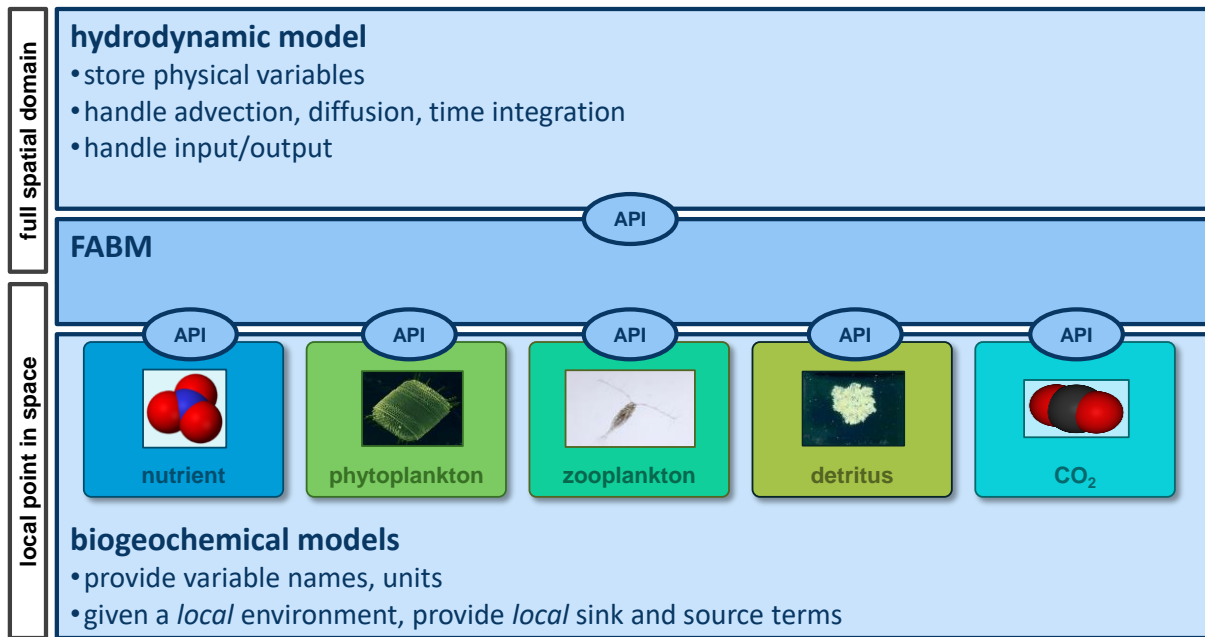 full spatial domain
hydrodynamic model
•store physical variables
•handle advection, diffusion, time integration
•handle input/output
API
FABM
local point in space
API
API
API
API
API
nutrient
phytoplankton
zooplankton
detritus
CO₂
biogeochemical models
•provide variable names, units
•given a local environment, provide local sink and source terms